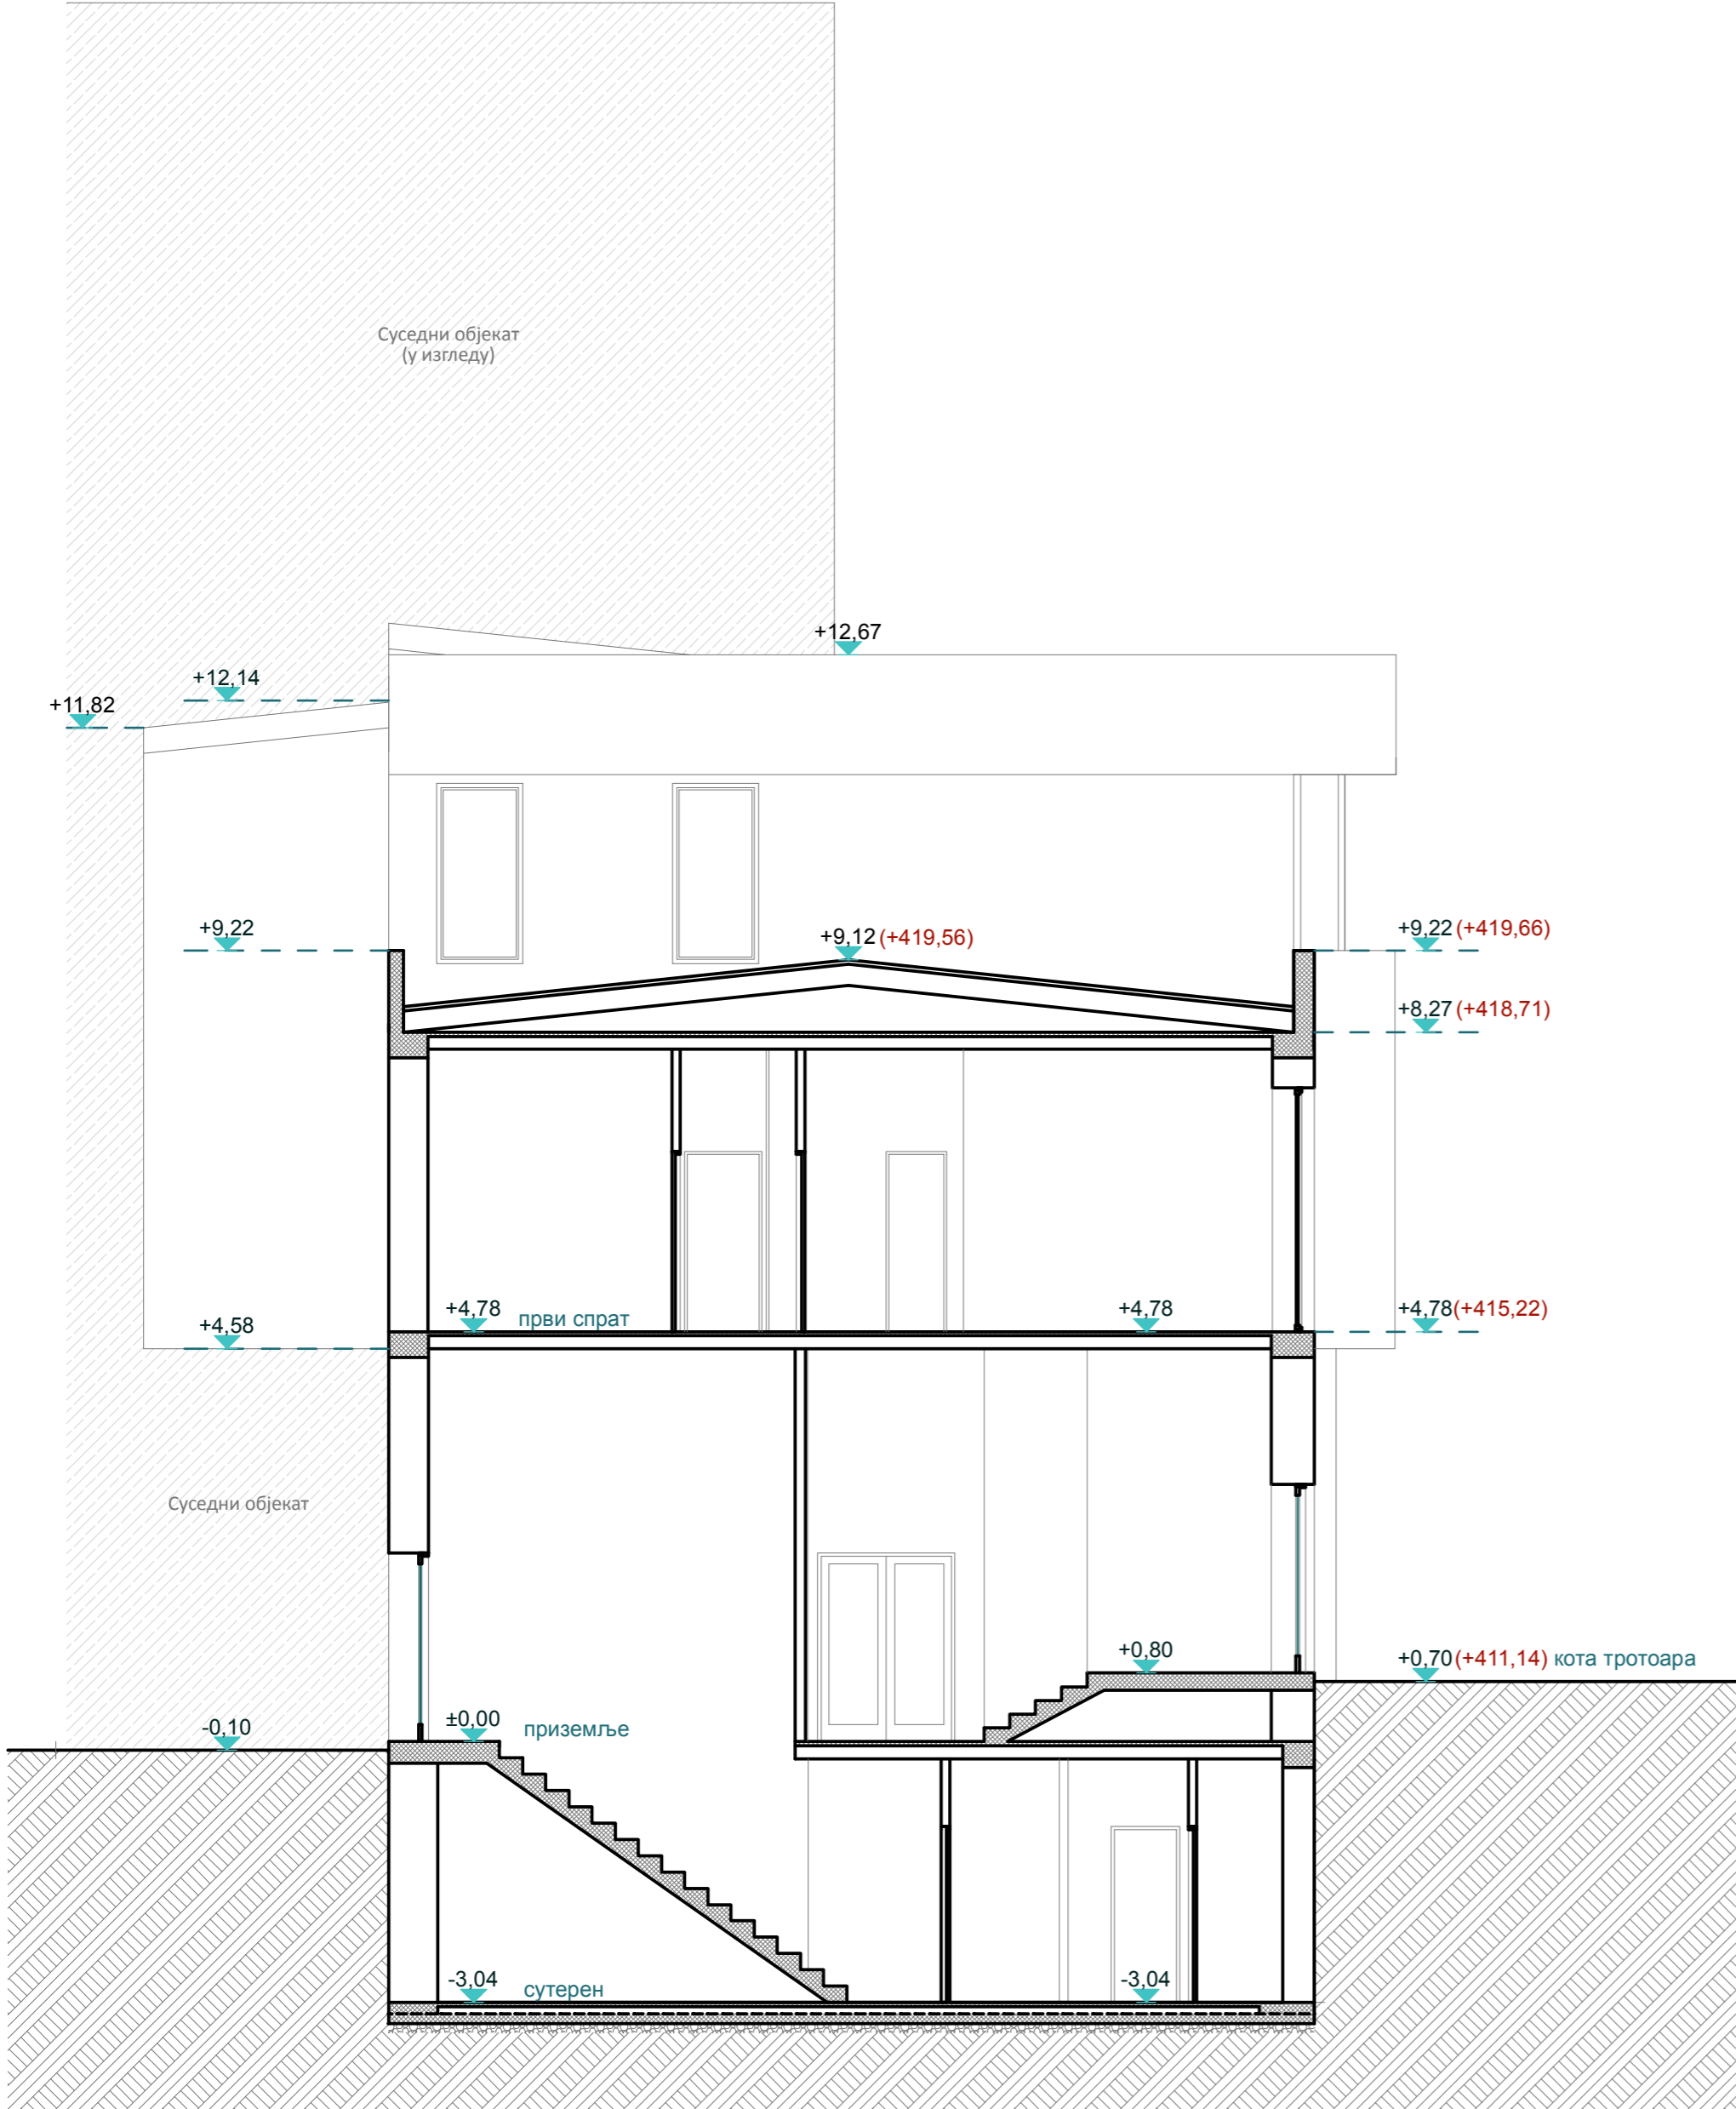 Суседни објекат
(у изгледу)
+12,67
+12,14
+11,82
+9,22
+9,22 (+419,66)
+9,12 (+419,56)
+8,27 (+418,71)
+4,78 први спрат
+4,78
+4,78 (+415,22)
+4,58
Суседни објекат
+0,80
+0,70 (+411,14) кота тротоара
±0,00 приземље
-0,10
-3,04 сутерен
-3,04